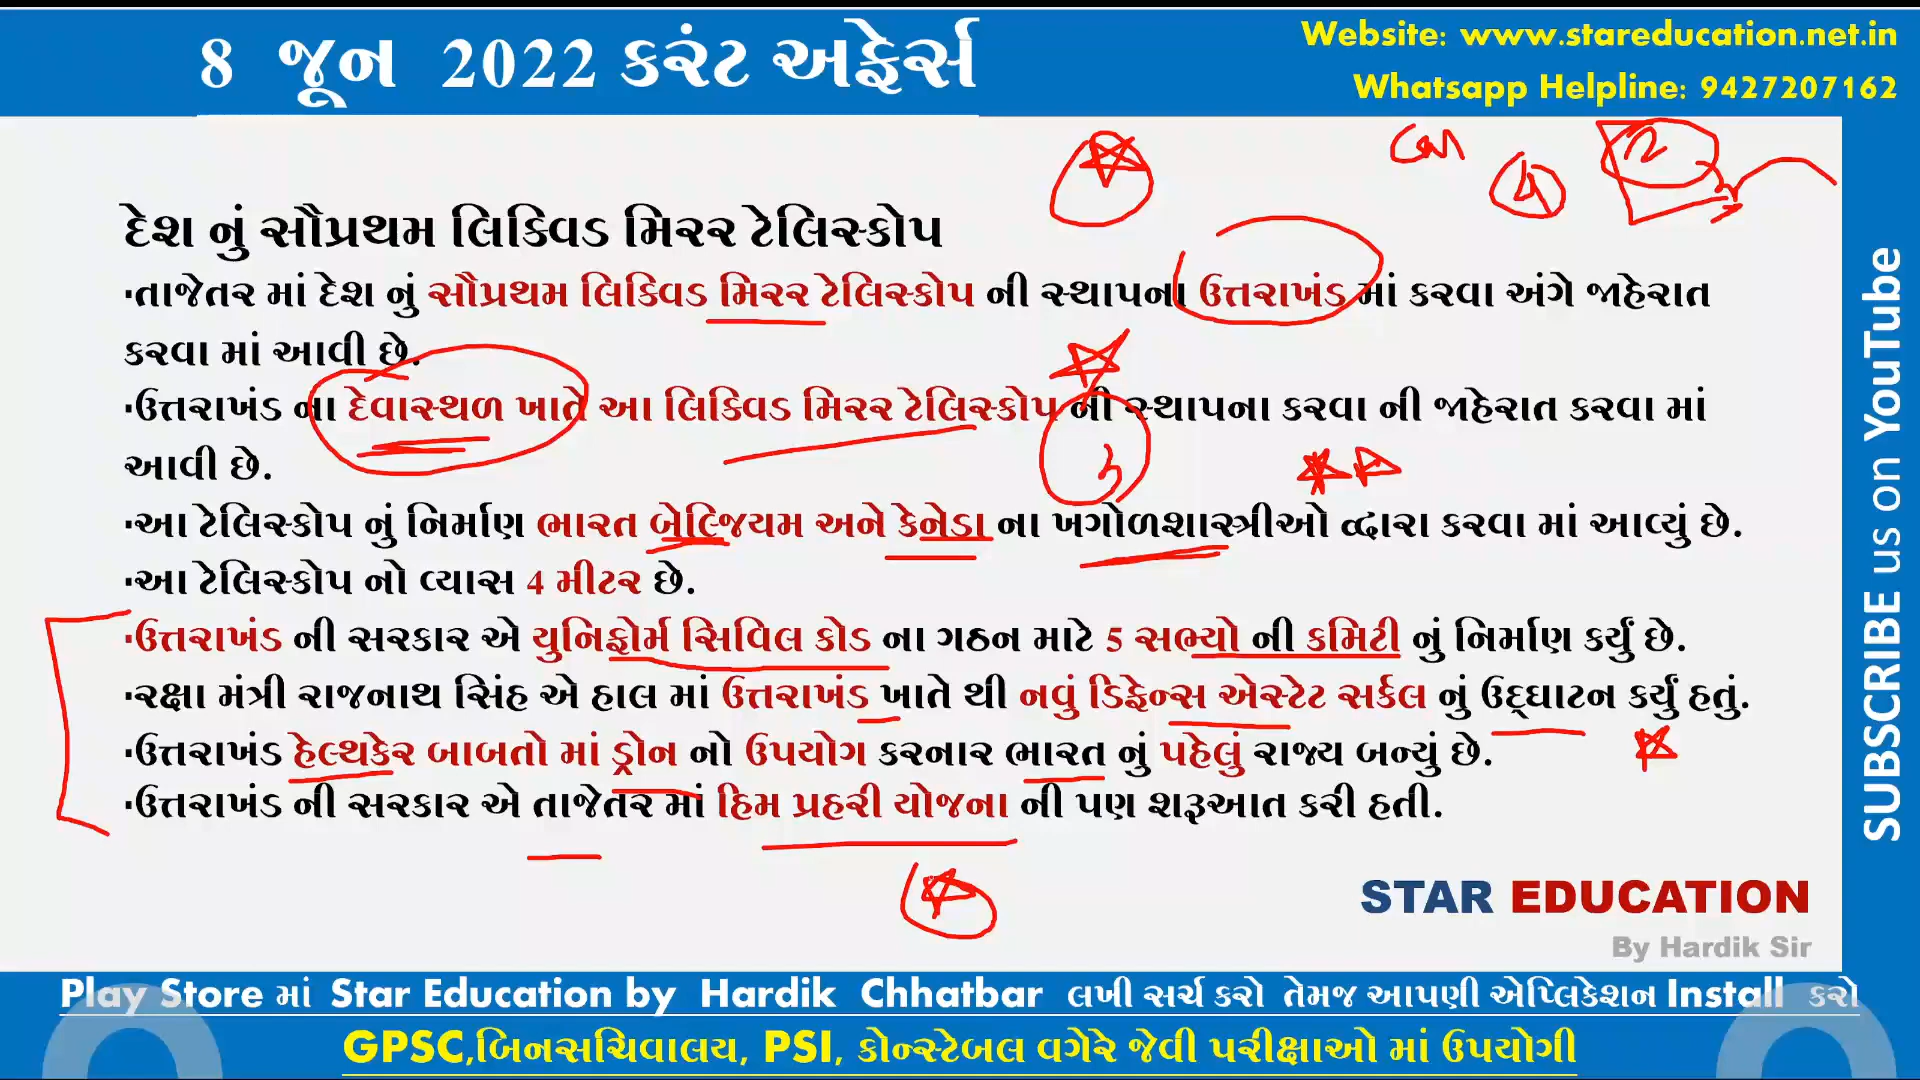 8 જૂન 2022 કરંટ અફેર્સ
Website: www.stareducation.net.in
Whatsapp Helpline: 9427207162
દેશ નું સૌપ્રથમ લિક્વિડ મિરર ટેલિસ્કોપ
·તાજેતર માં દેશ નું સૌપ્રથમ લિક્વિડ મિરર ટેલિસ્કોપ ની સ્થાપના ઉત્તરાખંડ માં કરવા અંગે જાહેરાત
કરવા માં આવી છે.
·ઉત્તરાખંડ ના દેવાસ્થળ ખાતે આ લિક્વિડ મિરર ટેલિસ્કોપ ની સ્થાપના કરવા ની જાહેરાત કરવા માં
આવી છે.
·આ ટેલિસ્કોપ નું નિર્માણ ભારત બેલ્જિયમ અને કેનેડા ના ખગોળશાસ્ત્રીઓ દ્વારા કરવા માં આવ્યું છે.
·આ ટેલિસ્કોપ નો વ્યાસ 4 મીટર છે.
·ઉત્તરાખંડ ની સરકાર એ યુનિફોર્મ સિવિલ કોડ ના ગઠન માટે 5 સભ્યો ની કમિટી નું નિર્માણ કર્યું છે.
·રક્ષા મંત્રી રાજનાથ સિંહ એ હાલ માં ઉત્તરાખંડ ખાતે થી નવું ડિફેન્સ એસ્ટેટ સર્કલ નું ઉદ્ઘાટન કર્યું હતું.
·ઉત્તરાખંડ હેલ્થકેર બાબતો માં ડ્રોન નો ઉપયોગ કરનાર ભારત નું પહેલું રાજ્ય બન્યું છે.
·ઉત્તરાખંડ ની સરકાર એ તાજેતર માં હિમ પ્રહરી યોજના ની પણ શરૂઆત કરી હતી.
SUBSCRIBE us on YouTube
STAR EDUCATION
By Hardik Sir
Play Store માં Star Education by Hardik Chhatbar લખી સર્ચ કરો તેમજ આપણી એપ્લિકેશન Install કરો
GPSC,બિનસચિવાલય, PSI, કોન્સ્ટેબલ વગેરે જેવી પરીક્ષાઓ માં ઉપયોગી